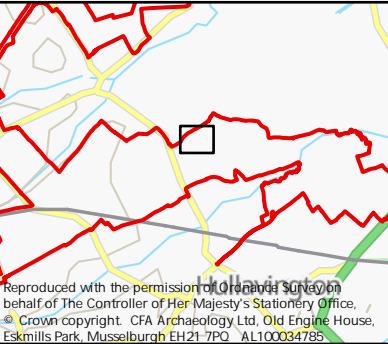 Hullavington
Reproduced with the permission of Ordnance Survey on
behalf of The Controller of Her Majesty's Stationery Office,
© Crown copyright. CFA Archaeology Ltd, Old Engine House,
Eskmills Park, Musselburgh EH21 7PQ AL100034785